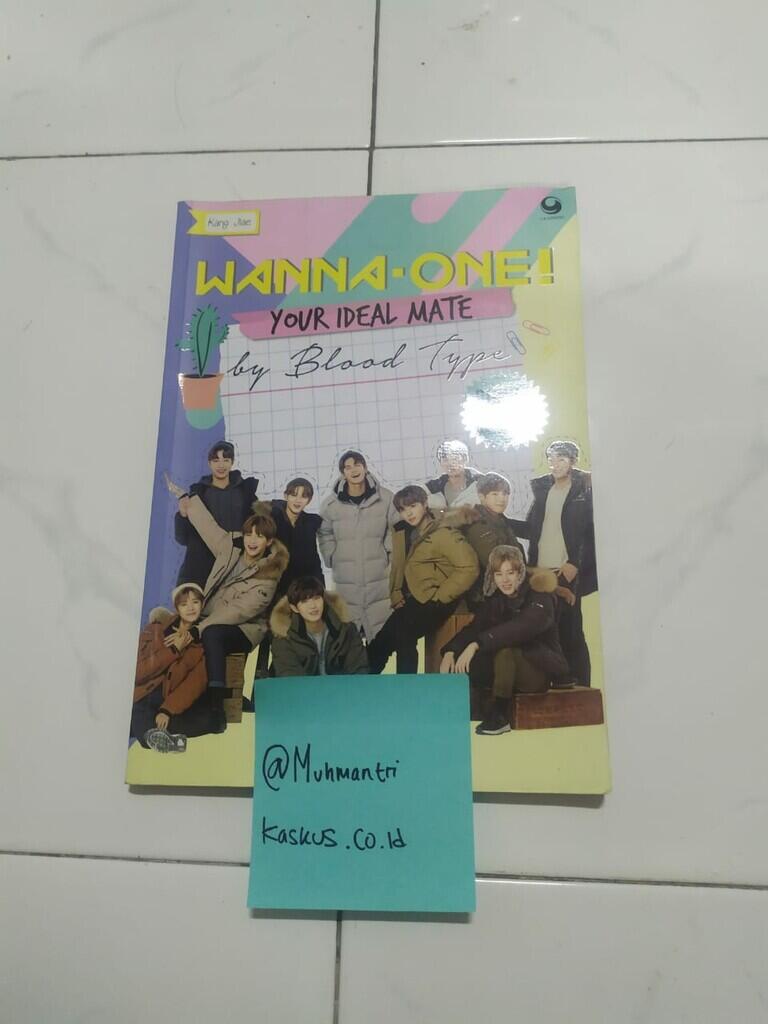 Kang Jiae
WANNA-ONE!
YOUR IDEAL MATE
by Blood Type
@Muhmantri
kaskus.co.id